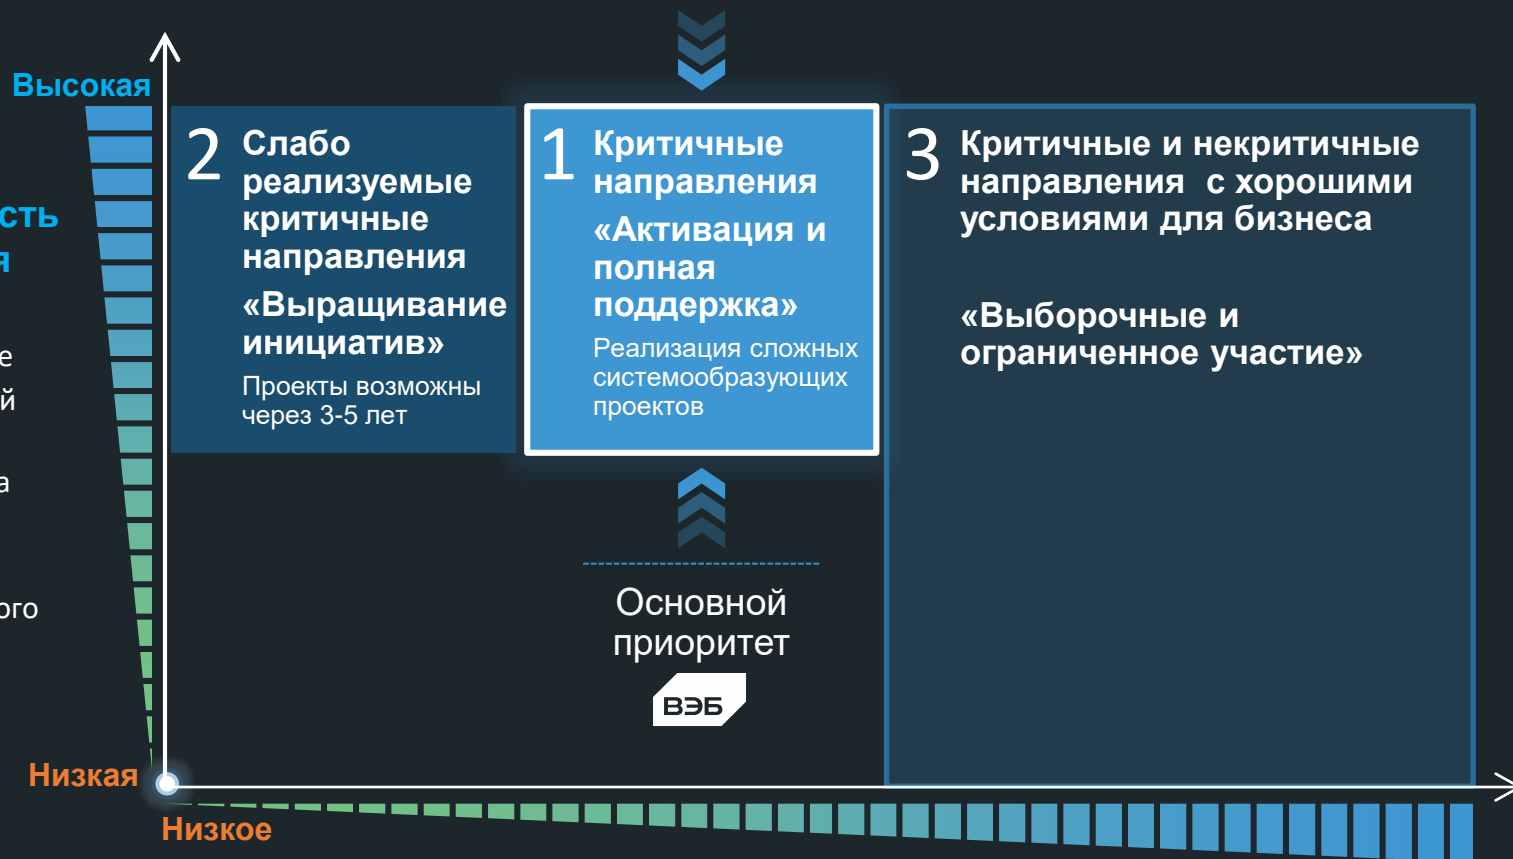 Высокая
2
Слабо
реализуемые
критичные
направления
«Выращивание
инициатив»
Проекты возможны
через 3-5 лет
1
Критичные
направления
«Активация и
полная
поддержка»
Реализация сложных
системообразующих
проектов
3
Критичные и некритичные
направления с хорошими
условиями для бизнеса
«Выборочные и
ограниченное участие»
Основной
приоритет
ВЭБ
Низкая
Низкое